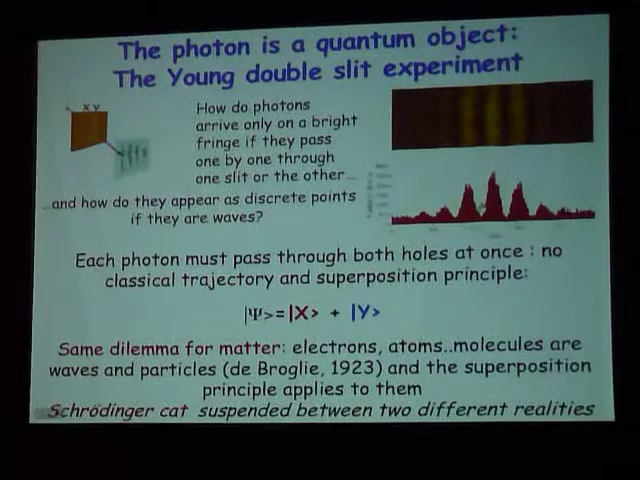 The photon is a quantum object:
The Young double slit experiment
X Y
How do photons
arrive only on a bright
fringe if they pass
one by one through
one slit or the other...
...and how do they appear as discrete points
if they are waves?
Each photon must pass through both holes at once : no
classical trajectory and superposition principle:
|Ψ>=|X> + |Y>
Same dilemma for matter: electrons, atoms..molecules are
waves and particles (de Broglie, 1923) and the superposition
principle applies to them
Schrödinger cat suspended between two different realities